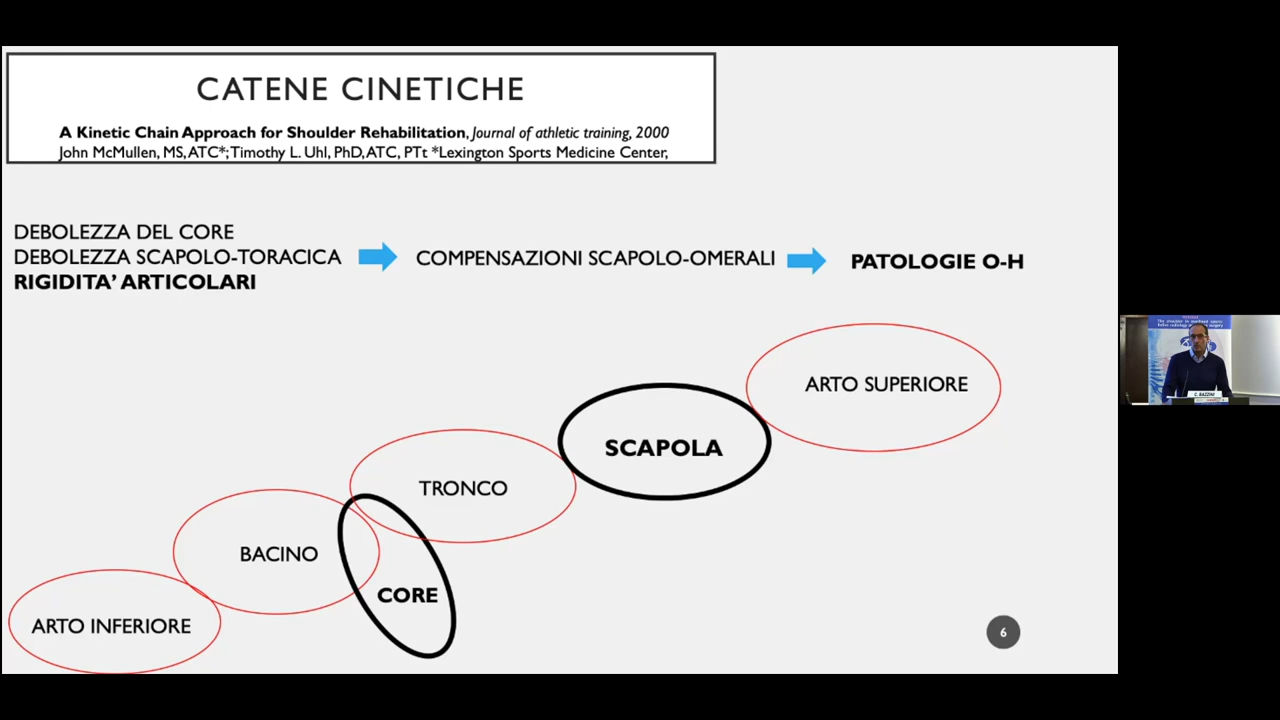 CATENE CINETICHE
A Kinetic Chain Approach for Shoulder Rehabilitation, Journal of athletic training, 2000
John McMullen, MS, ATC*; Timothy L. Uhl, PhD, ATC, PTt *Lexington Sports Medicine Center,
DEBOLEZZA DEL CORE
DEBOLEZZA SCAPOLO-TORACICA
RIGIDITA’ ARTICOLARI
COMPENSAZIONI SCAPOLO-OMERALI
PATOLOGIE O-H
ARTO SUPERIORE
SCAPOLA
TRONCO
BACINO
CORE
ARTO INFERIORE
6
C. BAZZINI